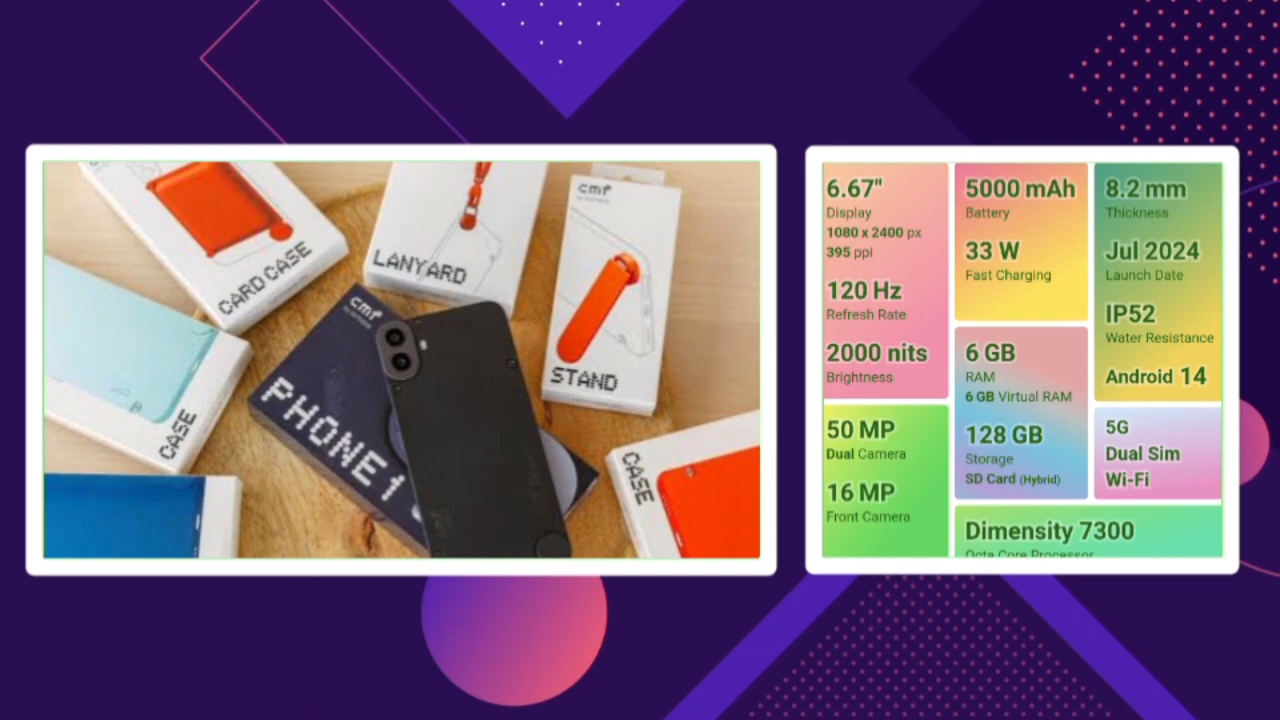 CARD CASE
cmf
LANYARD
cmf
STAND
CASE
PHONE 1
CASE
6.67"
Display
1080 x 2400 px
395 ppi
120 Hz
Refresh Rate
2000 nits
Brightness
50 MP
Dual Camera
16 MP
Front Camera
5000 mAh
Battery
33 W
Fast Charging
6 GB
RAM
6 GB Virtual RAM
128 GB
Storage
SD Card (Hybrid)
8.2 mm
Thickness
Jul 2024
Launch Date
IP52
Water Resistance
Android 14
5G
Dual Sim
Wi-Fi
Dimensity 7300
Octa Core Processor